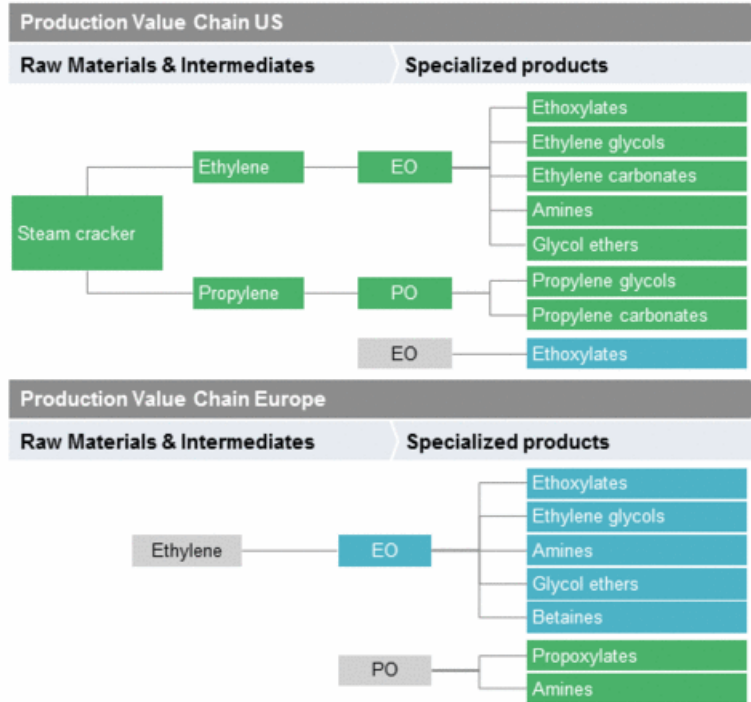 Production Value Chain US
Raw Materials & Intermediates
Specialized products
Steam cracker
Ethylene
EO
Ethoxylates
Ethylene glycols
Ethylene carbonates
Amines
Glycol ethers
Propylene
PO
Propylene glycols
Propylene carbonates
EO
Ethoxylates
Production Value Chain Europe
Raw Materials & Intermediates
Specialized products
Ethylene
EO
Ethoxylates
Ethylene glycols
Amines
Glycol ethers
Betaines
PO
Propoxylates
Amines